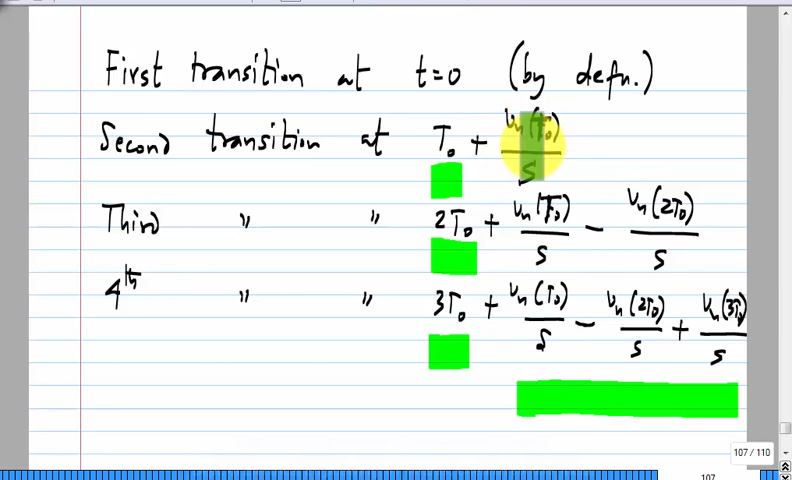 First transition at t=0 (by defn.)
Second transition at T₀ + Vn(T₀)/S
Third " " 2T₀ + Vn(T₀)/S − Vn(2T₀)/S
4th " " 3T₀ + Vn(T₀)/S − Vn(2T₀)/S + Vn(3T₀)/S
107 / 110
107